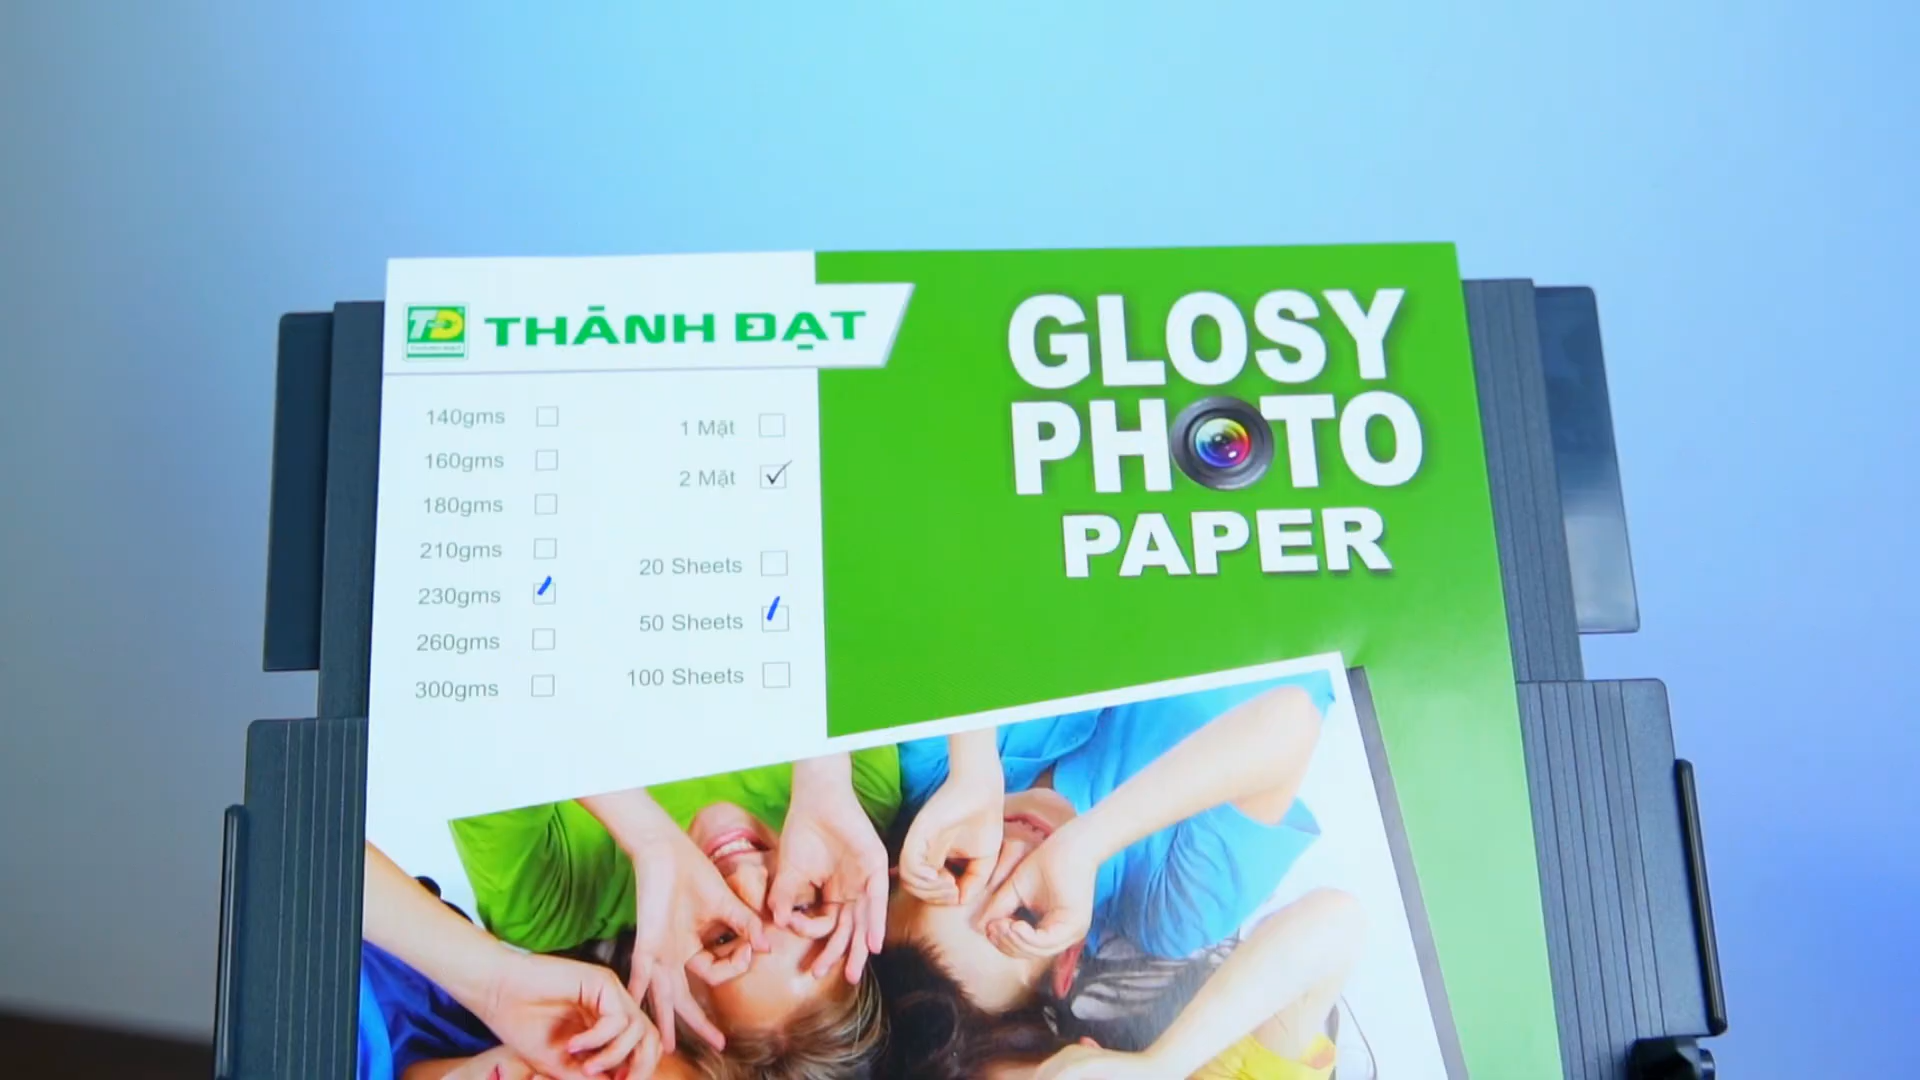 TD THÀNH ĐẠT
GLOSY
PHOTO
PAPER
140gms
160gms
180gms
210gms
230gms
260gms
300gms
1 Mặt
2 Mặt
20 Sheets
50 Sheets
100 Sheets